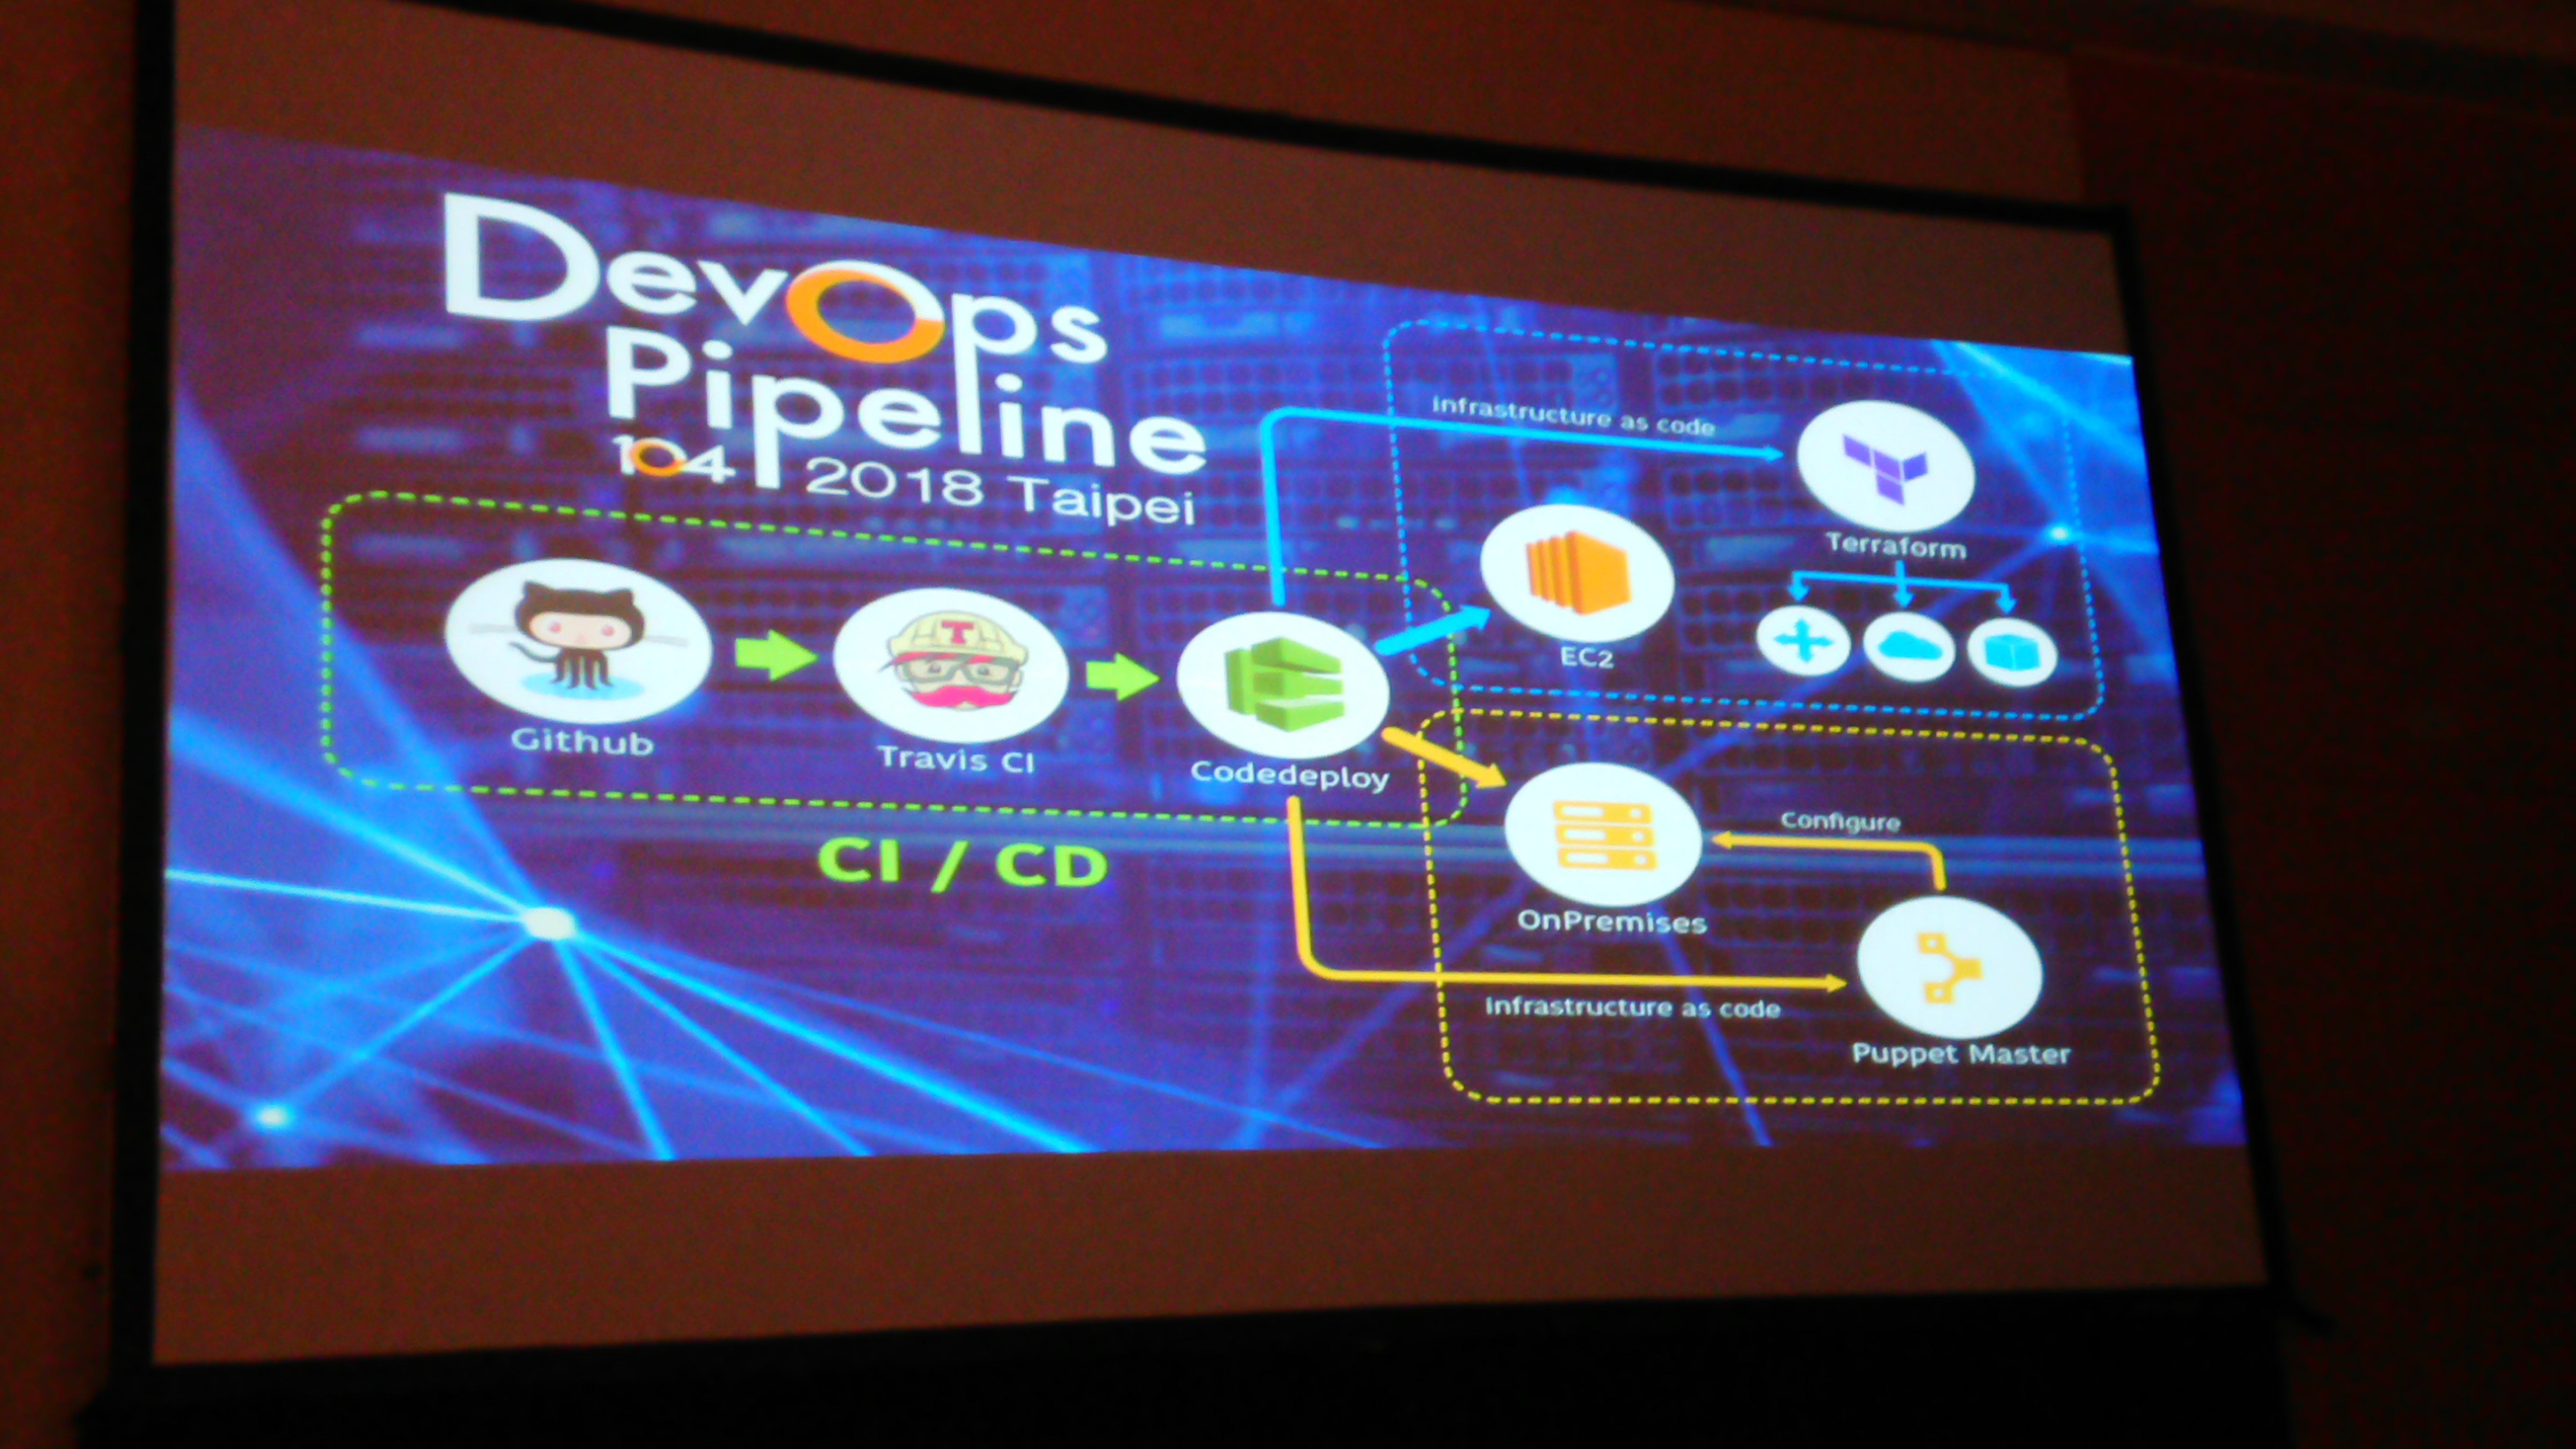 DevOps
Pipeline
104 2018 Taipei
Infrastructure as code
Terraform
EC2
Github
Travis CI
Codedeploy
CI / CD
Configure
OnPremises
Infrastructure as code
Puppet Master
T